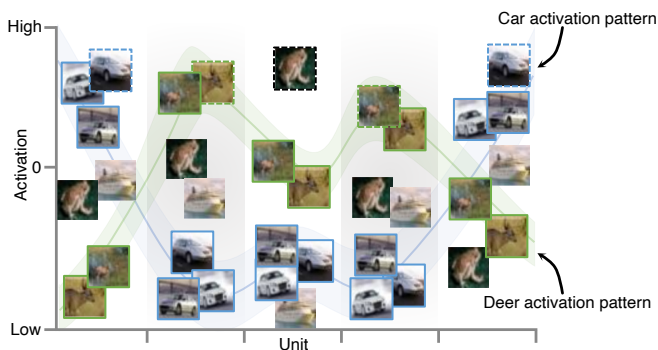 High
Car activation pattern
Activation
0
Deer activation pattern
Low
Unit